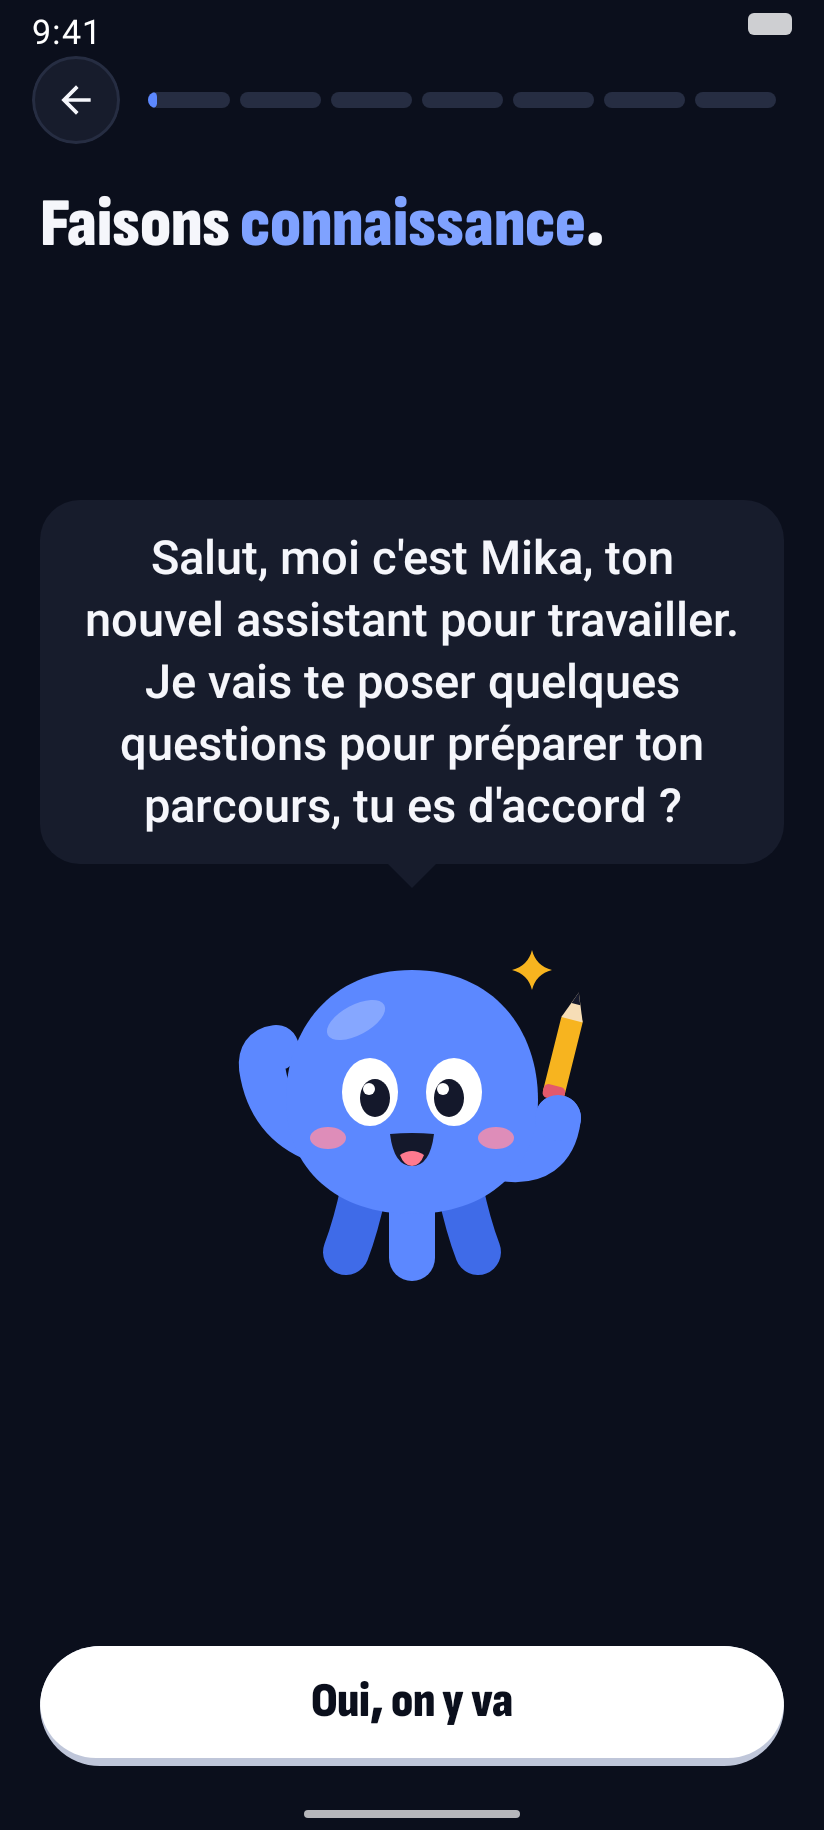 9:41
Faisons connaissance.
Salut, moi c'est Mika, ton
nouvel assistant pour travailler.
Je vais te poser quelques
questions pour préparer ton
parcours, tu es d'accord ?
Oui, on y va